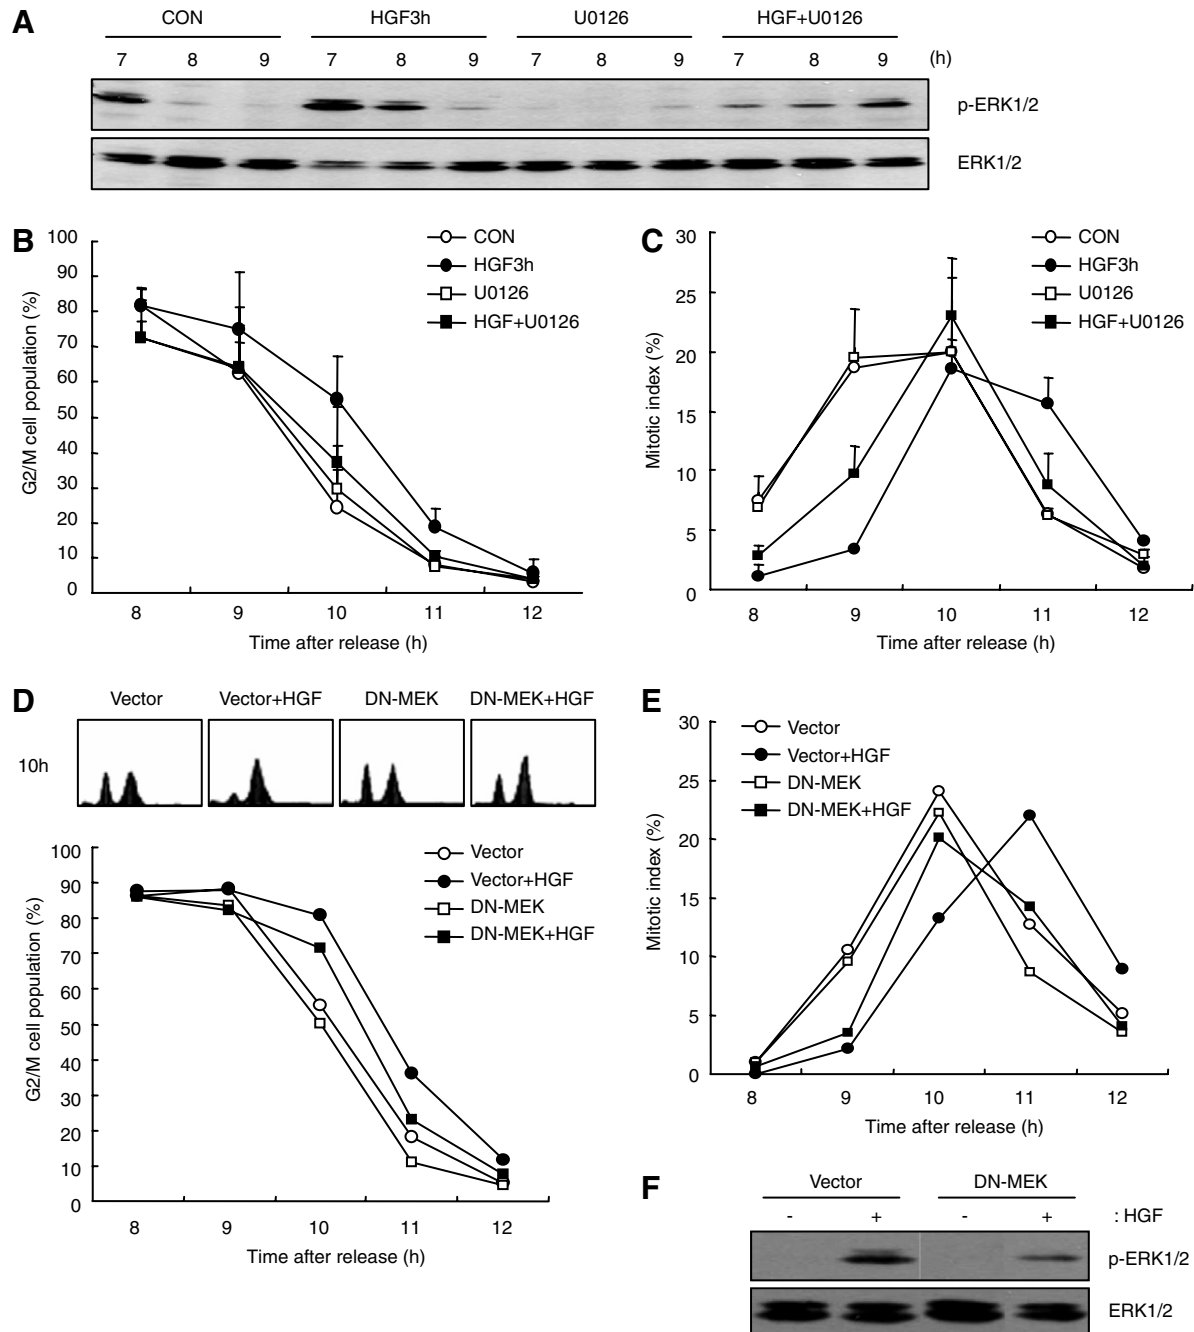 A
CON HGF3h U0126 HGF+U0126
7 8 9 7 8 9 7 8 9 7 8 9 (h)
p-ERK1/2
ERK1/2
B
100
90
80
70
60
50
40
30
20
10
0
G2/M cell population (%)
CON
HGF3h
U0126
HGF+U0126
8 9 10 11 12
Time after release (h)
C
30
25
20
15
10
5
0
Mitotic index (%)
CON
HGF3h
U0126
HGF+U0126
8 9 10 11 12
Time after release (h)
D
Vector Vector+HGF DN-MEK DN-MEK+HGF
10h
100
90
80
70
60
50
40
30
20
10
0
G2/M cell population (%)
Vector
Vector+HGF
DN-MEK
DN-MEK+HGF
8 9 10 11 12
Time after release (h)
E
30
25
20
15
10
5
0
Mitotic index (%)
Vector
Vector+HGF
DN-MEK
DN-MEK+HGF
8 9 10 11 12
Time after release (h)
F
Vector DN-MEK
- + - + : HGF
p-ERK1/2
ERK1/2